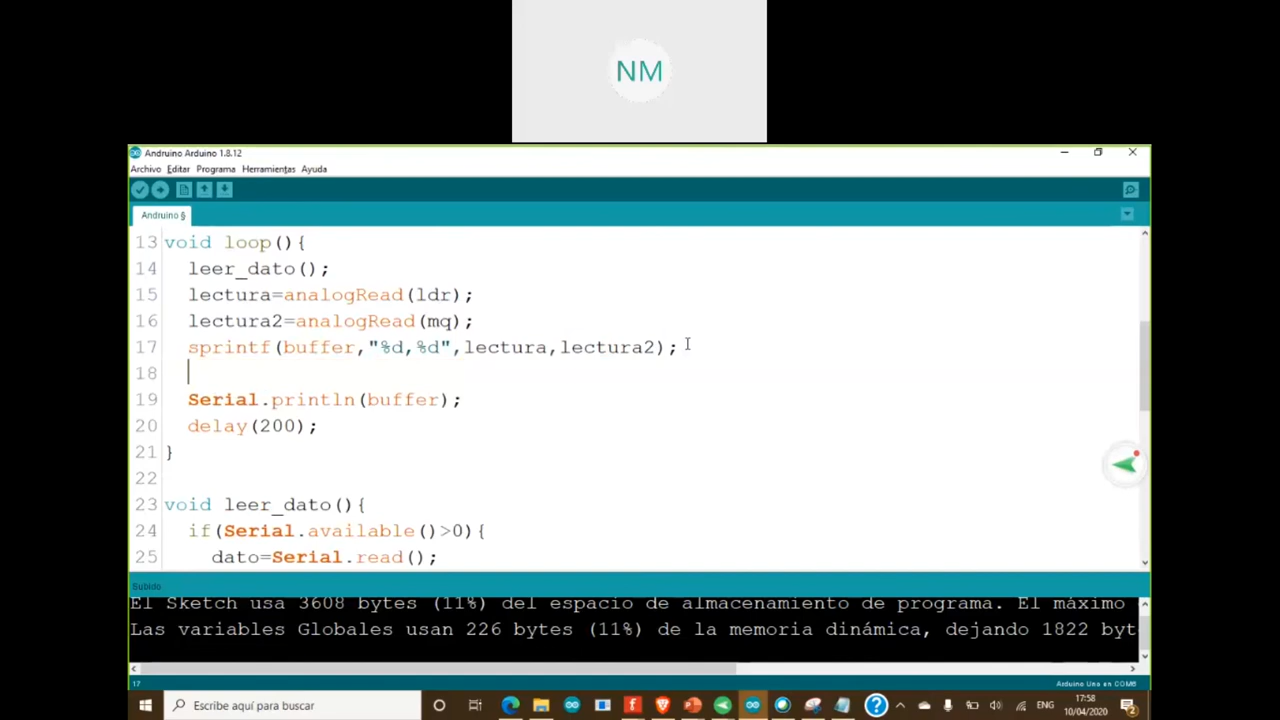 NM
Andruino Arduino 1.8.12
Archivo Editar Programa Herramientas Ayuda
Andruino §
13 void loop(){
14 leer_dato();
15 lectura=analogRead(ldr);
16 lectura2=analogRead(mq);
17 sprintf(buffer,"%d,%d",lectura,lectura2);
18
19 Serial.println(buffer);
20 delay(200);
21 }
22
23 void leer_dato(){
24 if(Serial.available()>0){
25 dato=Serial.read();
Subido
El Sketch usa 3608 bytes (11%) del espacio de almacenamiento de programa. El máximo
Las variables Globales usan 226 bytes (11%) de la memoria dinámica, dejando 1822 byt
17 Arduino Uno en COM6
Escribe aquí para buscar
ENG
17:58
10/04/2020
2